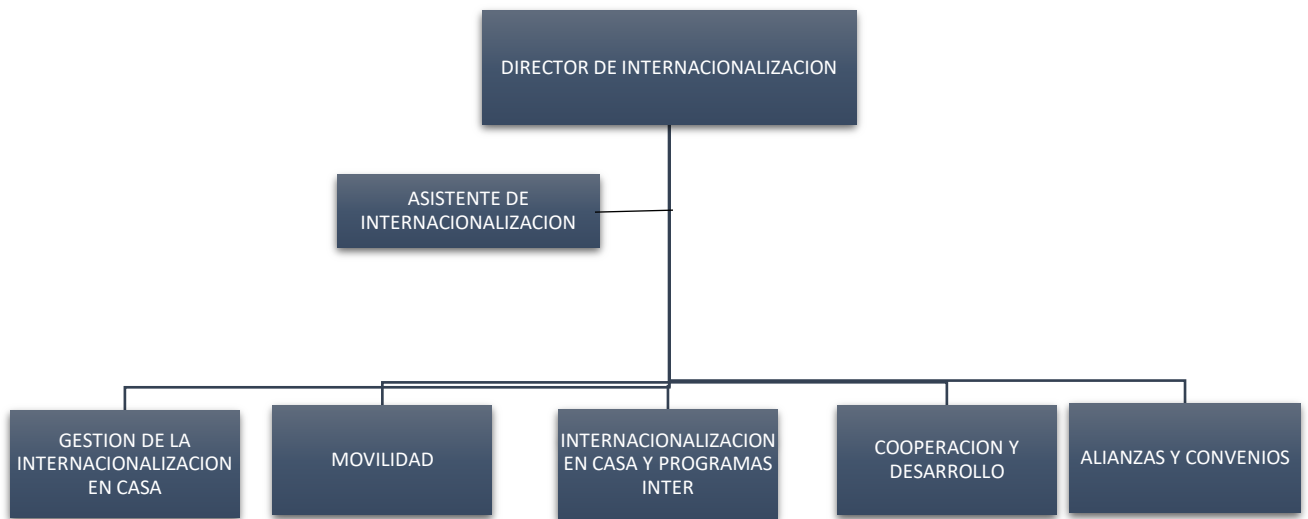 DIRECTOR DE INTERNACIONALIZACION
ASISTENTE DE
INTERNACIONALIZACION
GESTION DE LA
INTERNACIONALIZACION
EN CASA
MOVILIDAD
INTERNACIONALIZACION
EN CASA Y PROGRAMAS
INTER
COOPERACION Y
DESARROLLO
ALIANZAS Y CONVENIOS